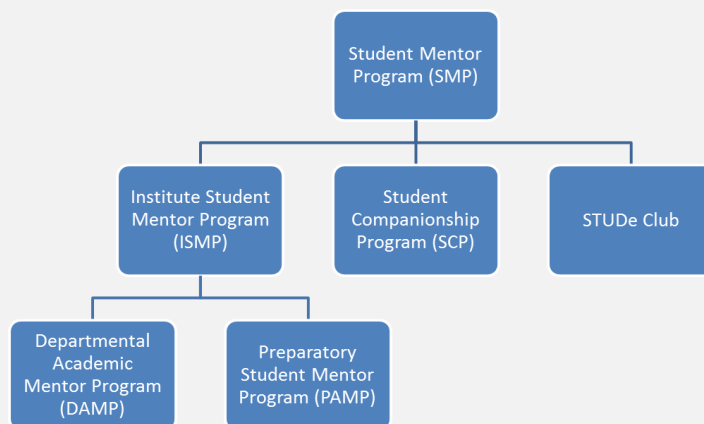 Student Mentor
Program (SMP)
Institute Student
Mentor Program
(ISMP)
Student
Companionship
Program (SCP)
STUDe Club
Departmental
Academic
Mentor Program
(DAMP)
Preparatory
Student Mentor
Program (PAMP)